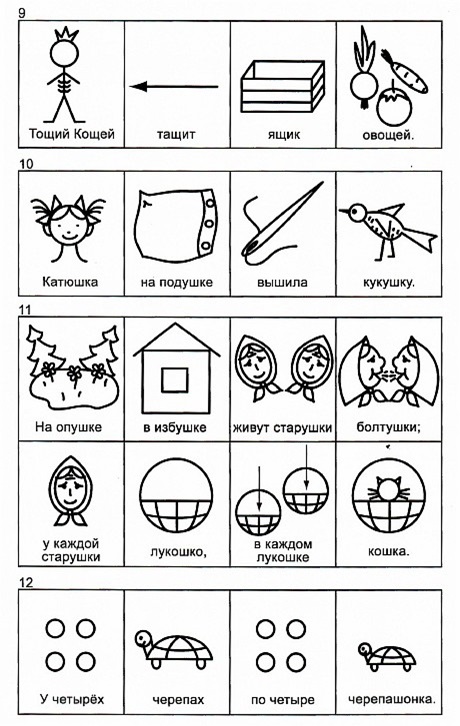 9
Тощий Кощей тащит ящик овощей.
10
Катюшка на подушке вышила кукушку.
11
На опушке в избушке живут старушки болтушки;
у каждой старушки лукошко, в каждом лукошке кошка.
12
У четырёх черепах по четыре черепашонка.